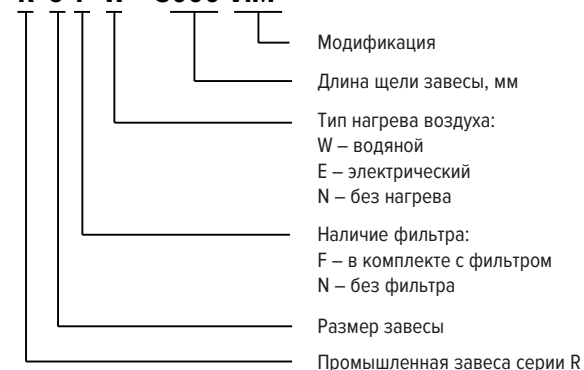 Модификация
Длина щели завесы, мм
Тип нагрева воздуха:
W – водяной
E – электрический
N – без нагрева
Наличие фильтра:
F – в комплекте с фильтром
N – без фильтра
Размер завесы
Промышленная завеса серии R